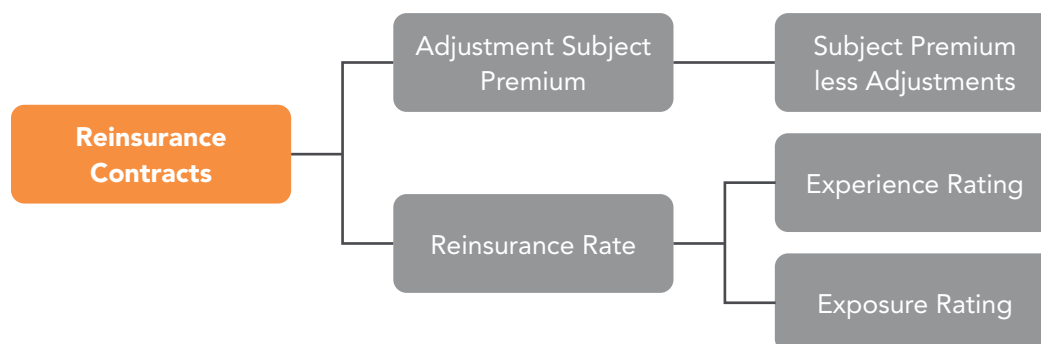 Adjustment Subject
Premium
Subject Premium
less Adjustments
Reinsurance
Contracts
Experience Rating
Reinsurance Rate
Exposure Rating